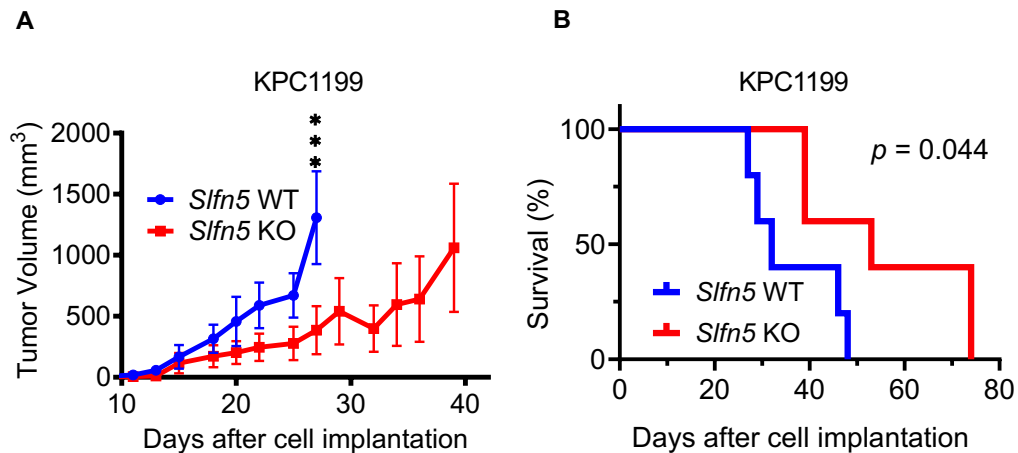 A
KPC1199
Tumor Volume (mm³)
2000
1500
1000
500
0
10
20
30
40
Days after cell implantation
Slfn5 WT
Slfn5 KO
***
B
KPC1199
Survival (%)
100
50
0
0
20
40
60
80
Days after cell implantation
p = 0.044
Slfn5 WT
Slfn5 KO